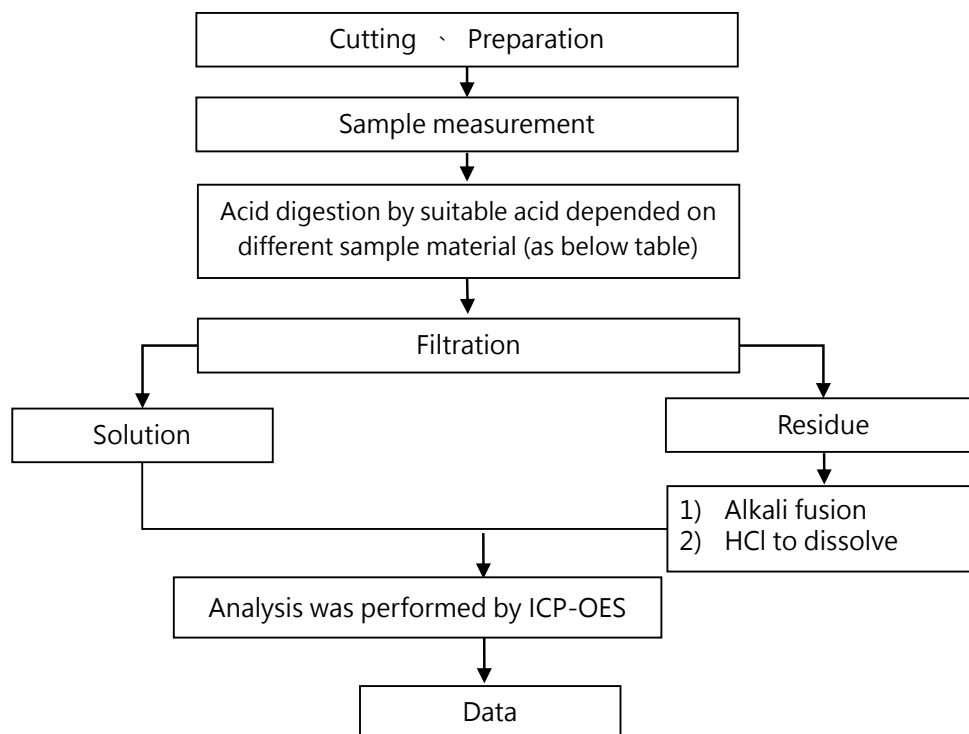 Cutting 、 Preparation
Sample measurement
Acid digestion by suitable acid depended on
different sample material (as below table)
Filtration
Solution
Residue
1) Alkali fusion
2) HCl to dissolve
Analysis was performed by ICP-OES
Data